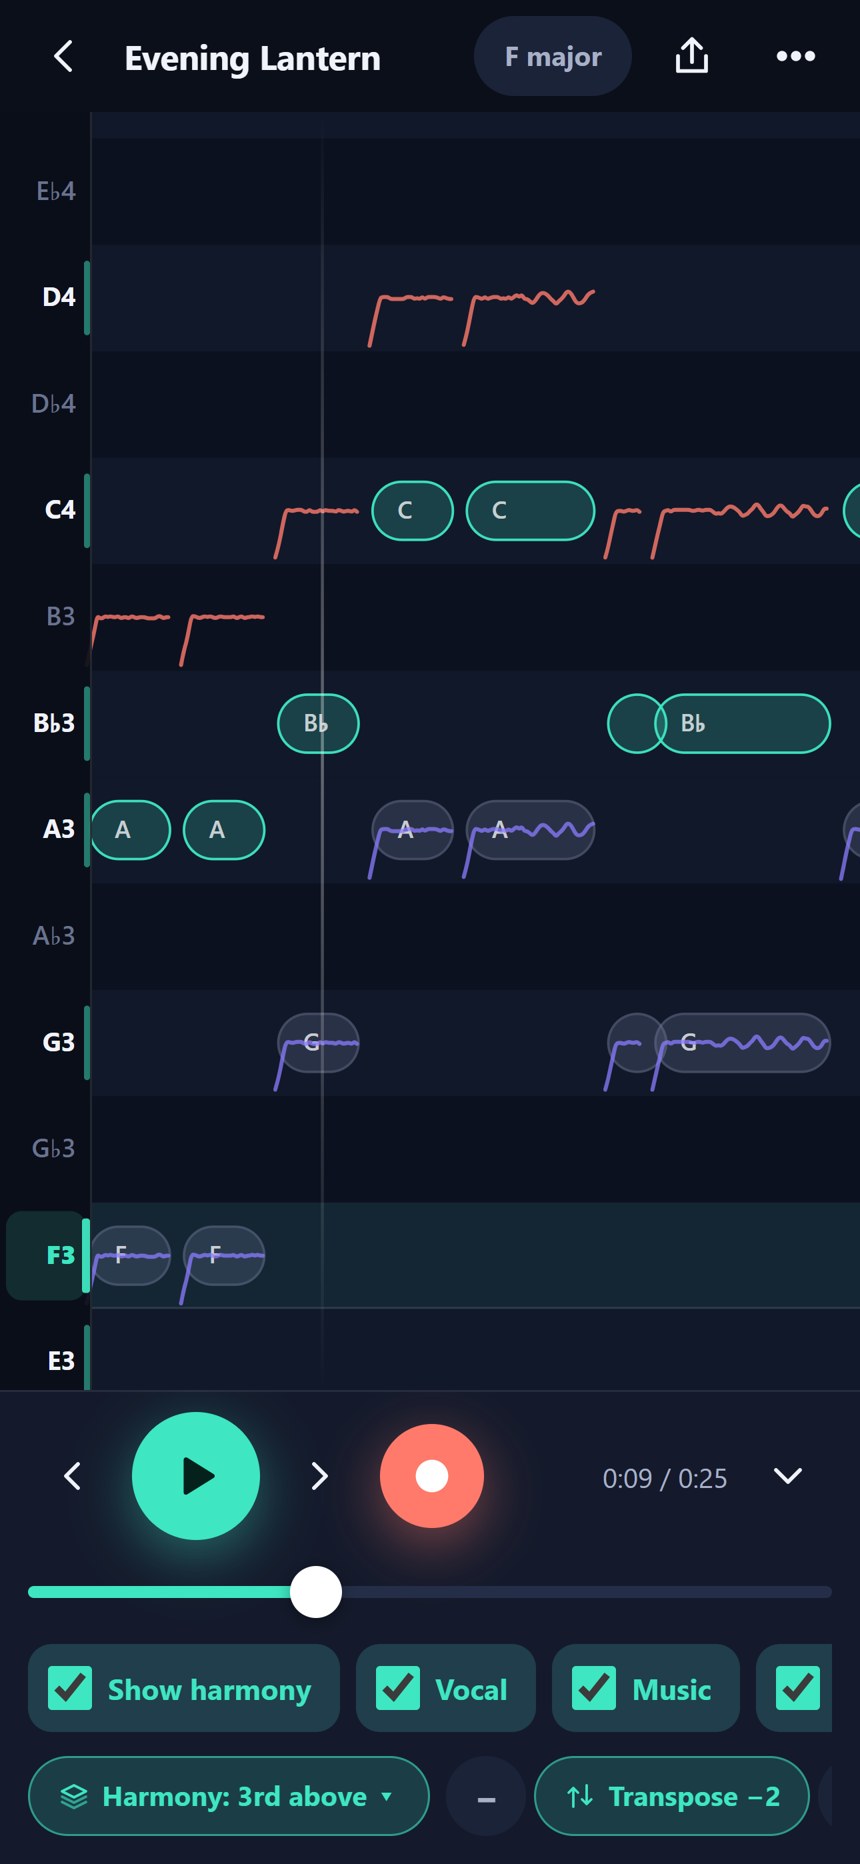 Evening Lantern
F major
E♭4
D4
D♭4
C4
C
C
B3
B♭3
B♭
B♭
A3
A
A
A
A
A♭3
G3
G
G
G♭3
F3
F
F
E3
0:09 / 0:25
Show harmony
Vocal
Music
Harmony: 3rd above
–
Transpose −2